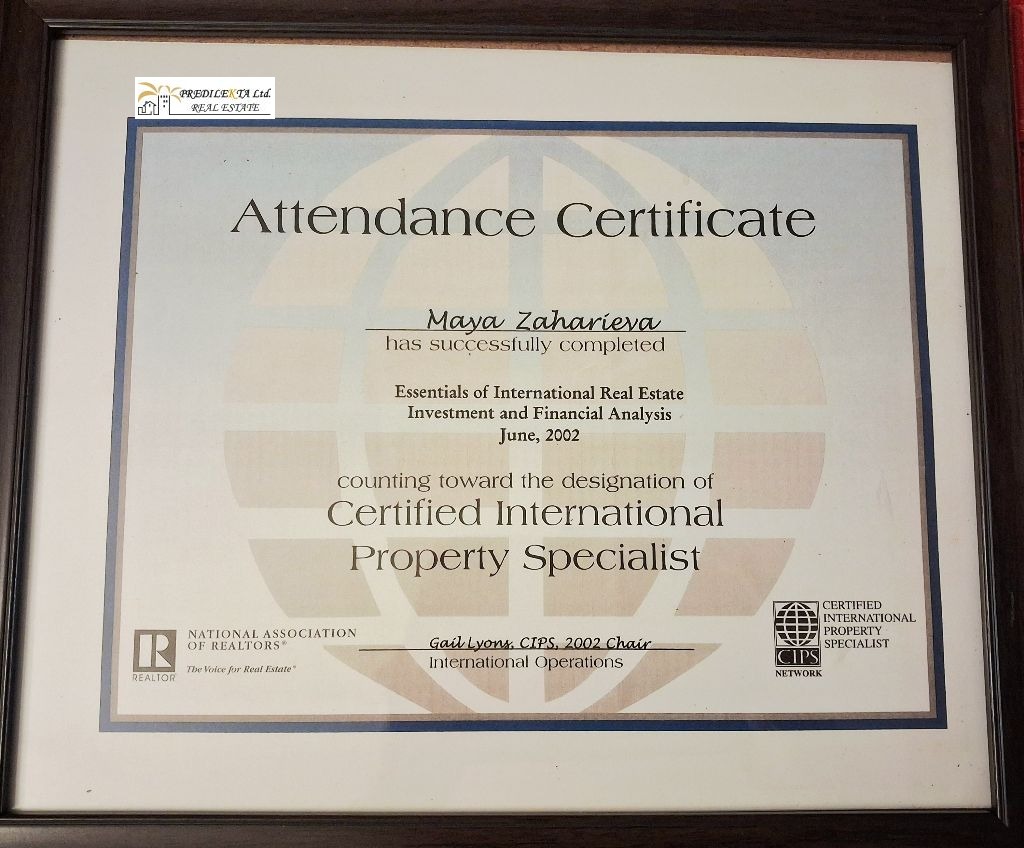 PREDILEKTA Ltd.
REAL ESTATE
Attendance Certificate
Maya Zaharieva
has successfully completed
Essentials of International Real Estate
Investment and Financial Analysis
June, 2002
counting toward the designation of
Certified International
Property Specialist
NATIONAL ASSOCIATION
OF REALTORS®
The Voice for Real Estate®
REALTOR®
Gail Lyons, CIPS, 2002 Chair
International Operations
CERTIFIED
INTERNATIONAL
PROPERTY
SPECIALIST
CIPS
NETWORK